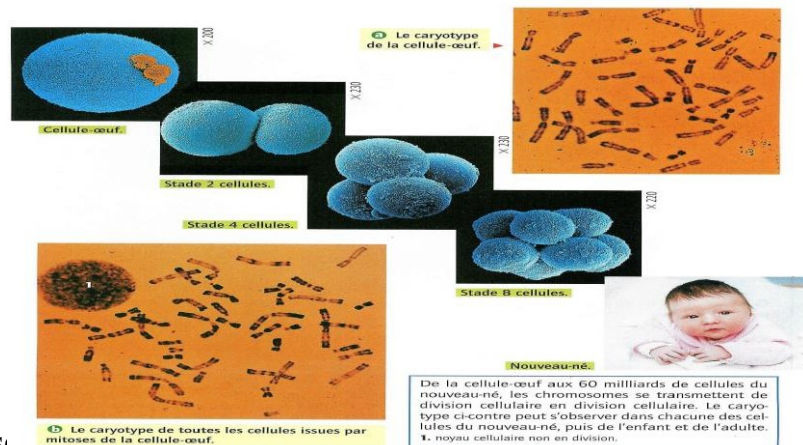 a Le caryotype
de la cellule-œuf.
X 200
Cellule-œuf.
X 230
Stade 2 cellules.
X 230
Stade 4 cellules.
X 220
Stade 8 cellules.
1
Nouveau-né.
b Le caryotype de toutes les cellules issues par
mitoses de la cellule-œuf.
De la cellule-œuf aux 60 millliards de cellules du
nouveau-né, les chromosomes se transmettent de
division cellulaire en division cellulaire. Le caryo-
type ci-contre peut s'observer dans chacune des cel-
lules du nouveau-né, puis de l'enfant et de l'adulte.
1. noyau cellulaire non en division.